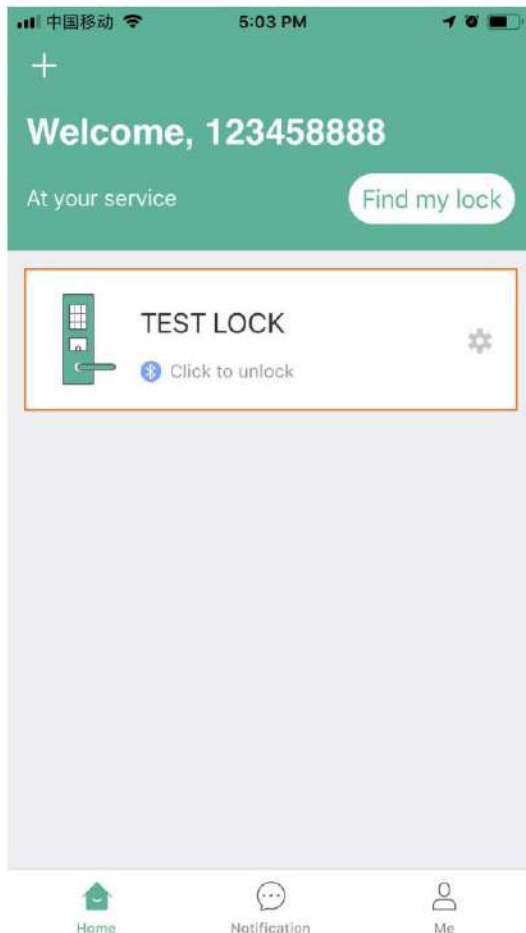 中国移动 5:03 PM
+
Welcome, 123458888
At your service Find my lock
TEST LOCK
Click to unlock
Home Notification Me